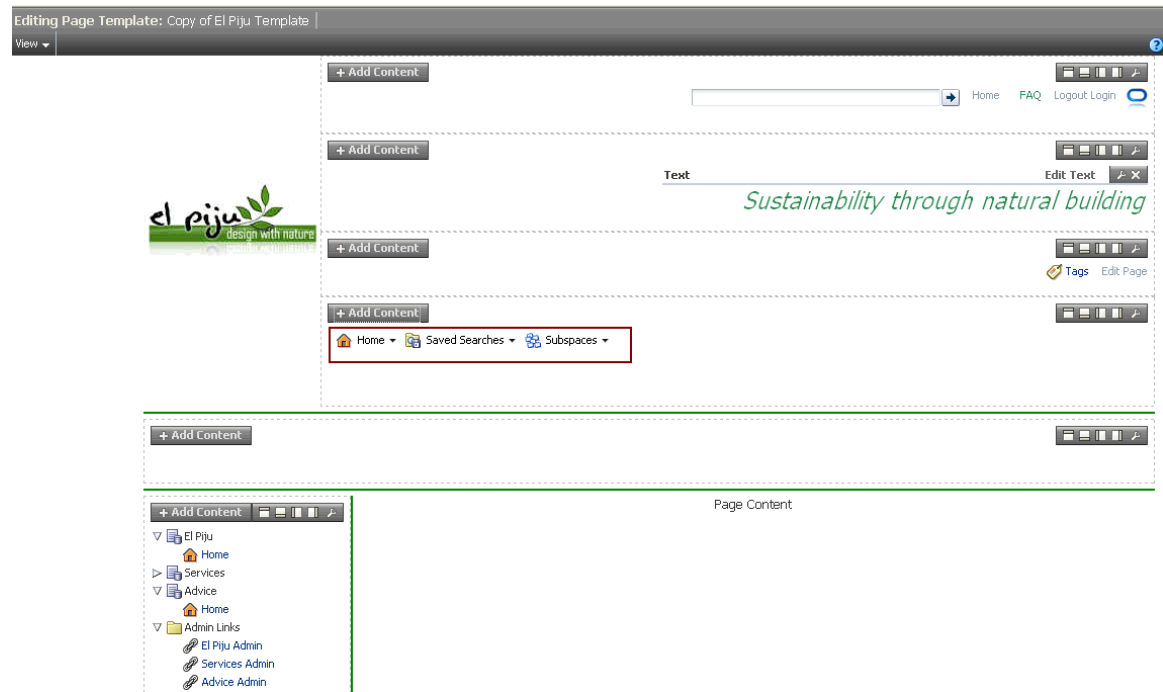 Editing Page Template: Copy of El Piju Template
View
+ Add Content
Home FAQ Logout Login
+ Add Content
Text Edit Text
Sustainability through natural building
el piju
design with nature
+ Add Content
Tags Edit Page
+ Add Content
Home Saved Searches Subspaces
+ Add Content
+ Add Content
Page Content
El Piju
Home
Services
Advice
Home
Admin Links
El Piju Admin
Services Admin
Advice Admin